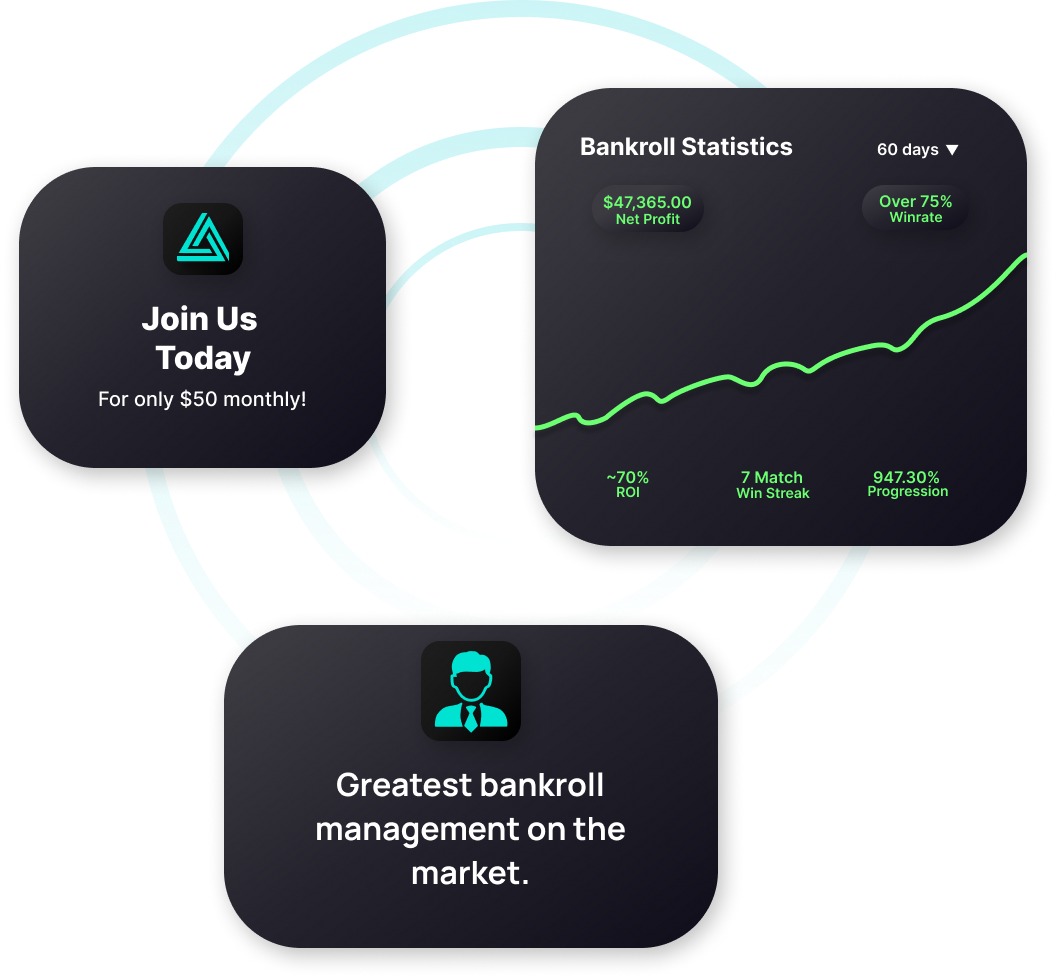 Bankroll Statistics
60 days ▼
$47,365.00
Net Profit
Over 75%
Winrate
Join Us
Today
For only $50 monthly!
~70%
ROI
7 Match
Win Streak
947.30%
Progression
Greatest bankroll
management on the
market.